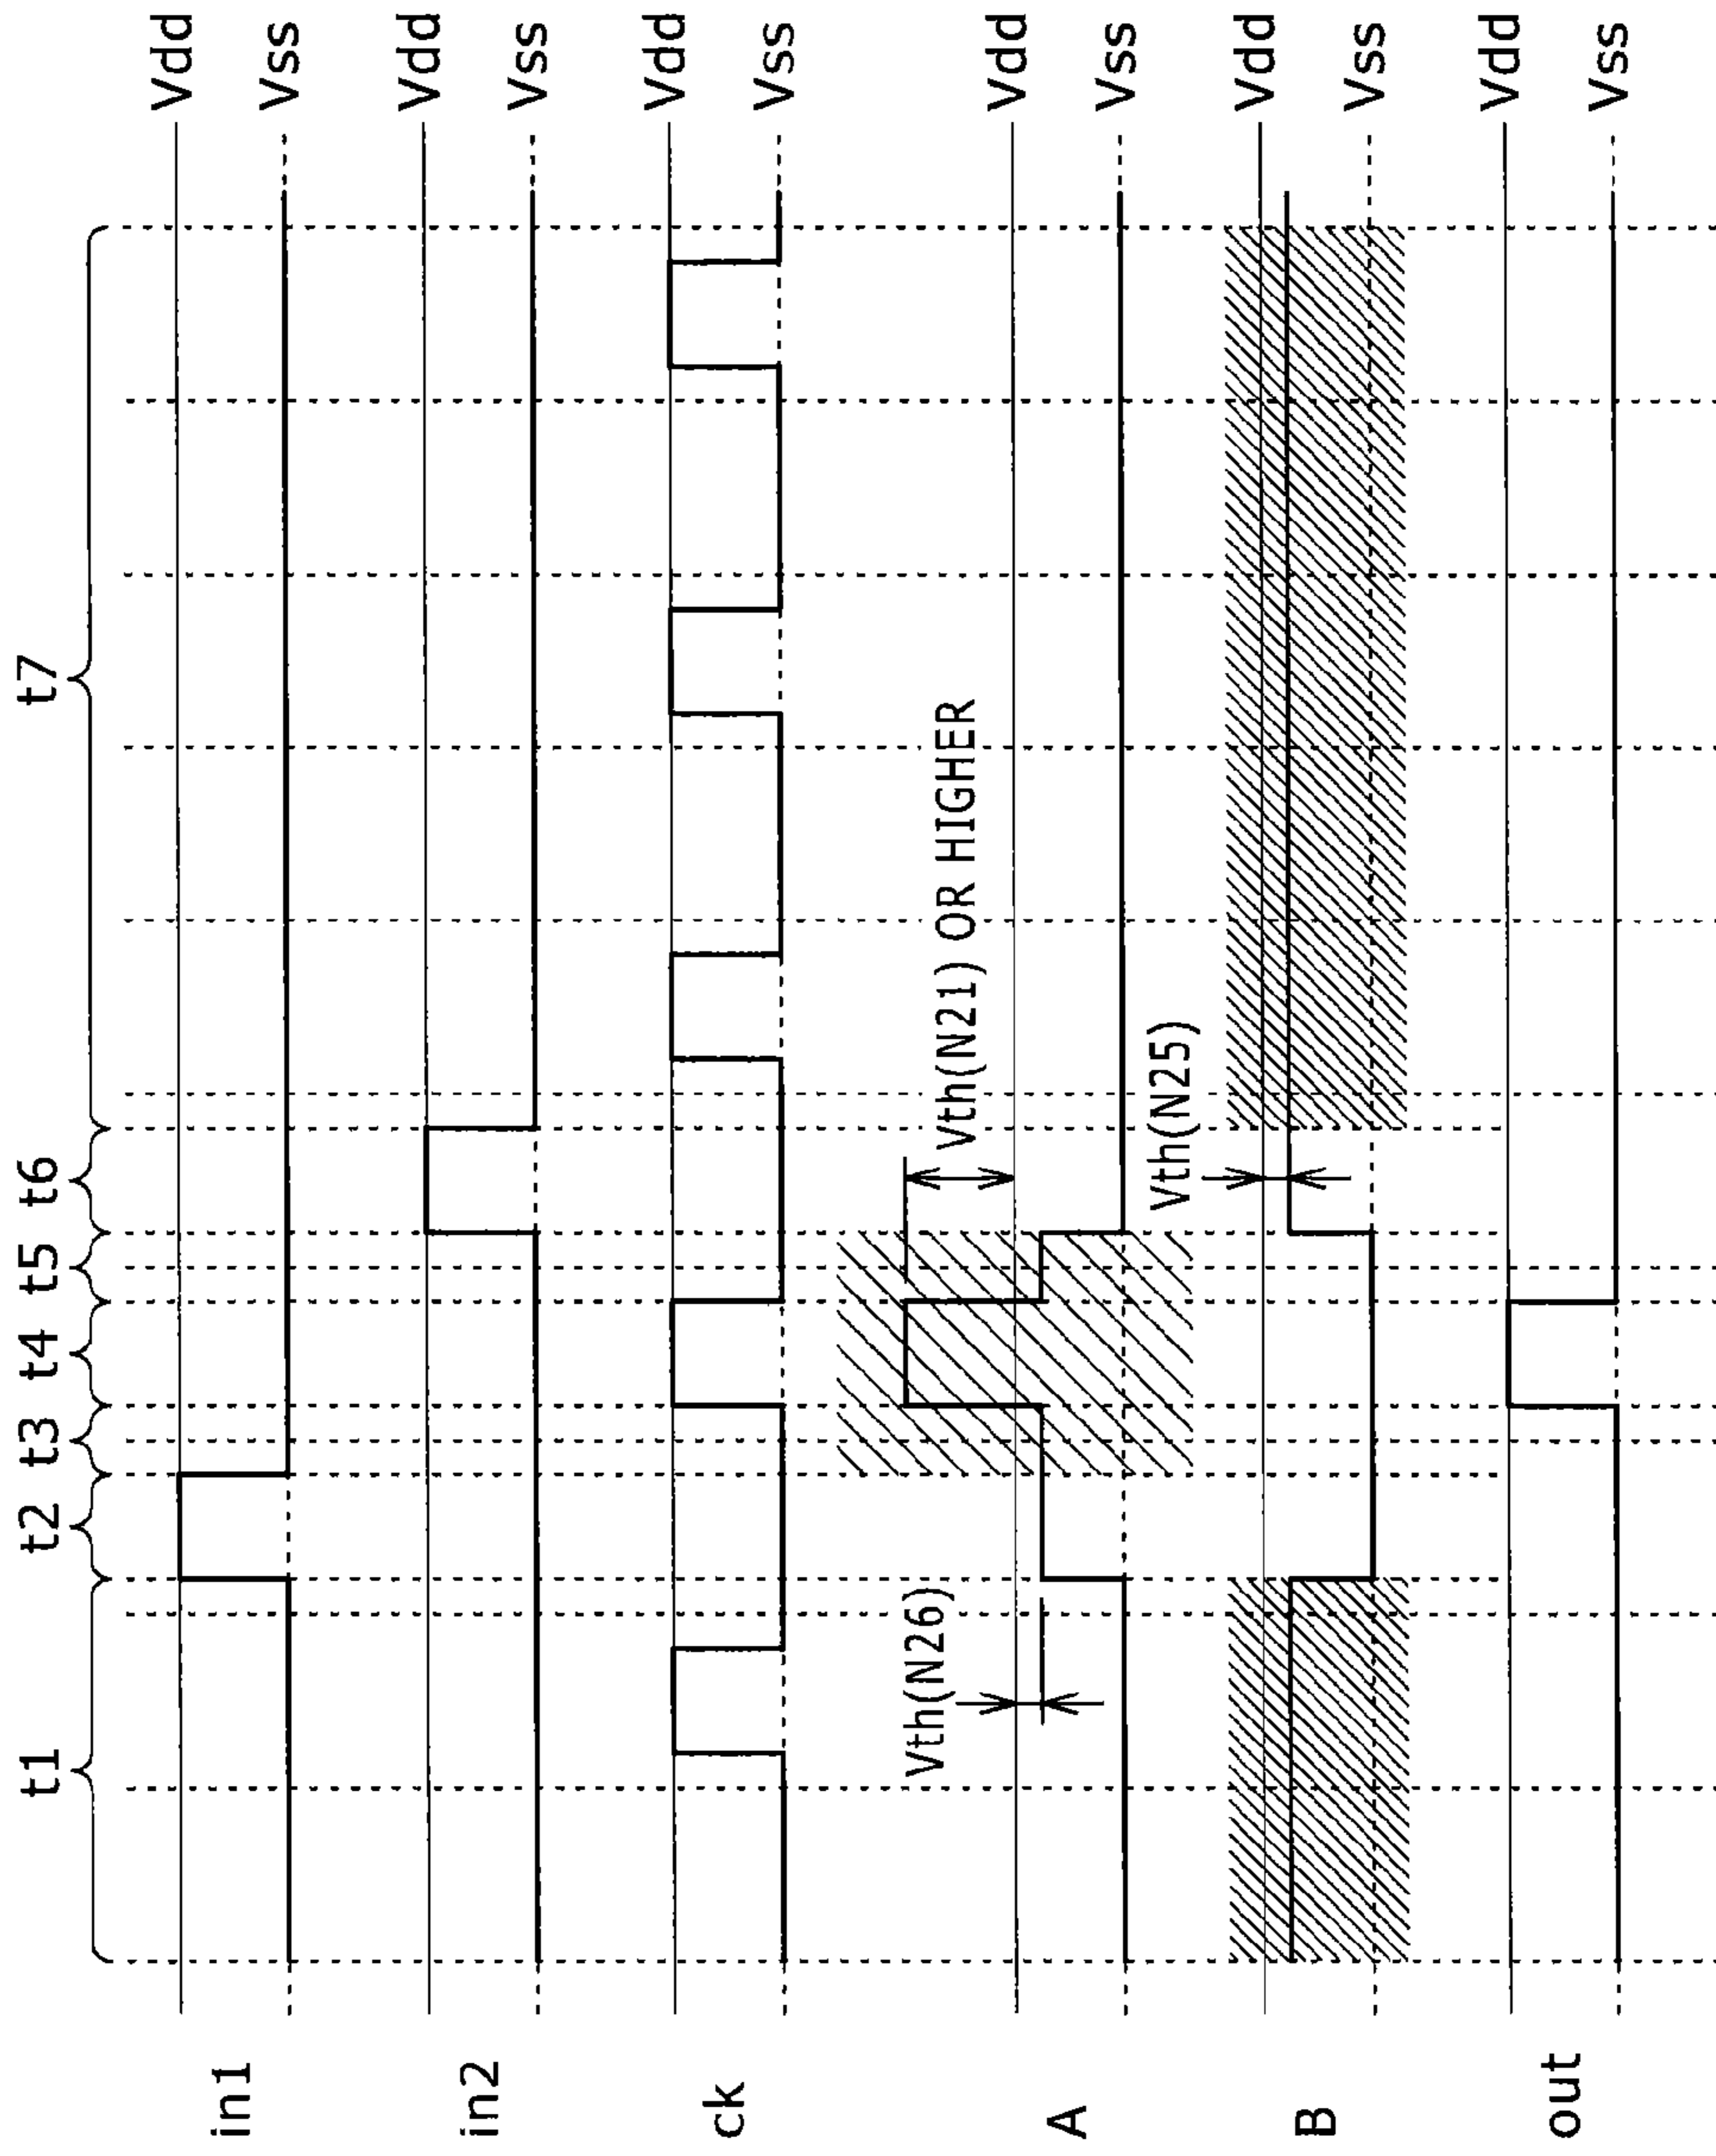 t1 t2 t3 t4 t5 t6 t7
in1
Vdd
Vss
in2
Vdd
Vss
ck
Vdd
Vss
Vth(N21) OR HIGHER
Vth(N26)
A
Vdd
Vss
Vth(N25)
B
Vdd
Vss
out
Vdd
Vss